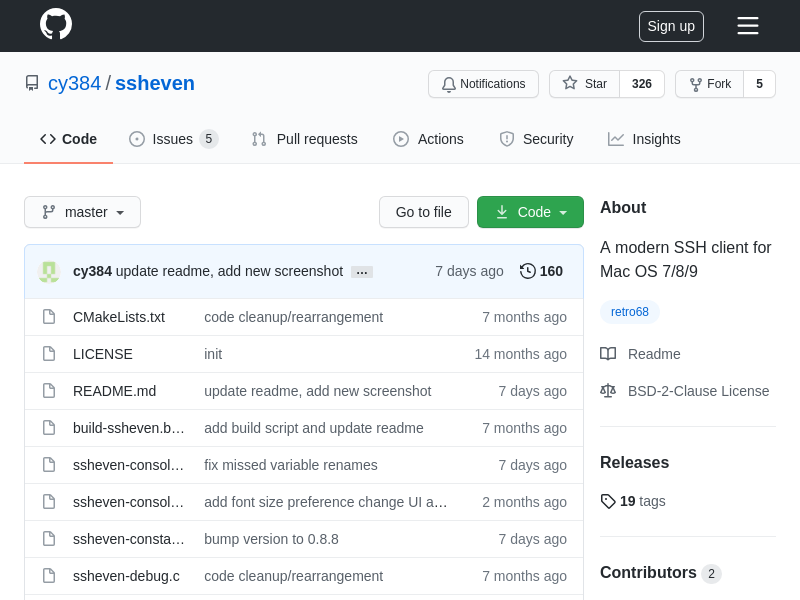 Sign up
cy384 / ssheven
Notifications Star 326 Fork 5
Code Issues 5 Pull requests Actions Security Insights
master Go to file Code
cy384 update readme, add new screenshot ... 7 days ago 160
CMakeLists.txt code cleanup/rearrangement 7 months ago
LICENSE init 14 months ago
README.md update readme, add new screenshot 7 days ago
build-ssheven.b… add build script and update readme 7 months ago
ssheven-consol… fix missed variable renames 7 days ago
ssheven-consol… add font size preference change UI a… 2 months ago
ssheven-consta… bump version to 0.8.8 7 days ago
ssheven-debug.c code cleanup/rearrangement 7 months ago
About
A modern SSH client for
Mac OS 7/8/9
retro68
Readme
BSD-2-Clause License
Releases
19 tags
Contributors 2